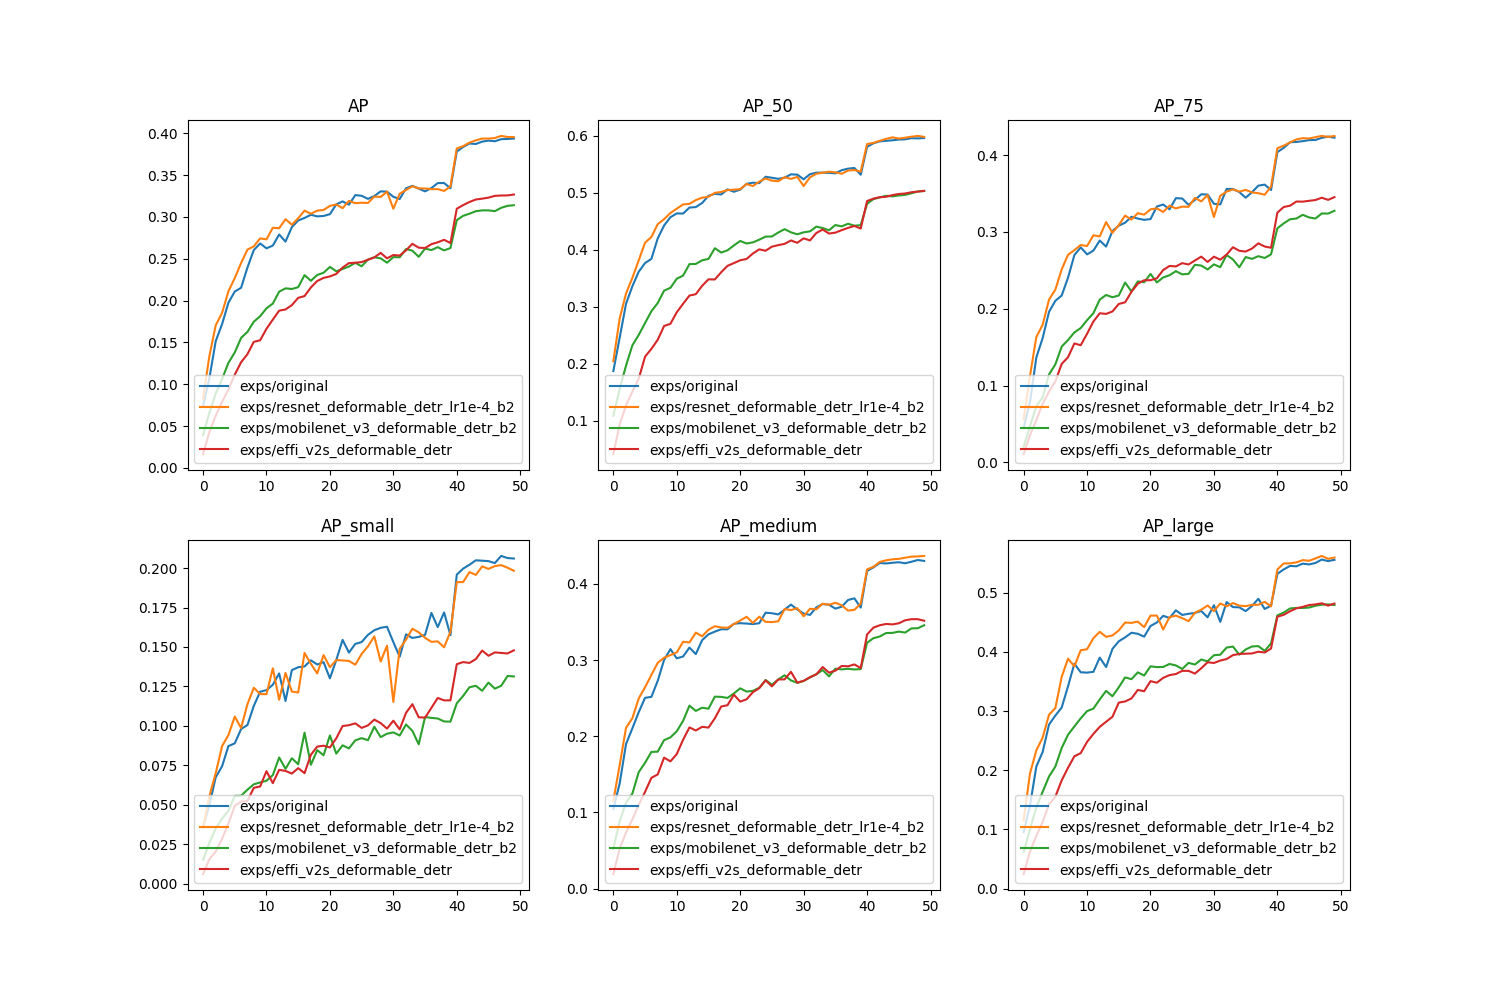 AP
0.40
0.35
0.30
0.25
0.20
0.15
0.10
0.05
0.00
exps/original
exps/resnet_deformable_detr_lr1e-4_b2
exps/mobilenet_v3_deformable_detr_b2
exps/effi_v2s_deformable_detr
0 10 20 30 40 50
AP_50
0.6
0.5
0.4
0.3
0.2
0.1
exps/original
exps/resnet_deformable_detr_lr1e-4_b2
exps/mobilenet_v3_deformable_detr_b2
exps/effi_v2s_deformable_detr
0 10 20 30 40 50
AP_75
0.4
0.3
0.2
0.1
0.0
exps/original
exps/resnet_deformable_detr_lr1e-4_b2
exps/mobilenet_v3_deformable_detr_b2
exps/effi_v2s_deformable_detr
0 10 20 30 40 50
AP_small
0.200
0.175
0.150
0.125
0.100
0.075
0.050
0.025
0.000
exps/original
exps/resnet_deformable_detr_lr1e-4_b2
exps/mobilenet_v3_deformable_detr_b2
exps/effi_v2s_deformable_detr
0 10 20 30 40 50
AP_medium
0.4
0.3
0.2
0.1
0.0
exps/original
exps/resnet_deformable_detr_lr1e-4_b2
exps/mobilenet_v3_deformable_detr_b2
exps/effi_v2s_deformable_detr
0 10 20 30 40 50
AP_large
0.5
0.4
0.3
0.2
0.1
0.0
exps/original
exps/resnet_deformable_detr_lr1e-4_b2
exps/mobilenet_v3_deformable_detr_b2
exps/effi_v2s_deformable_detr
0 10 20 30 40 50